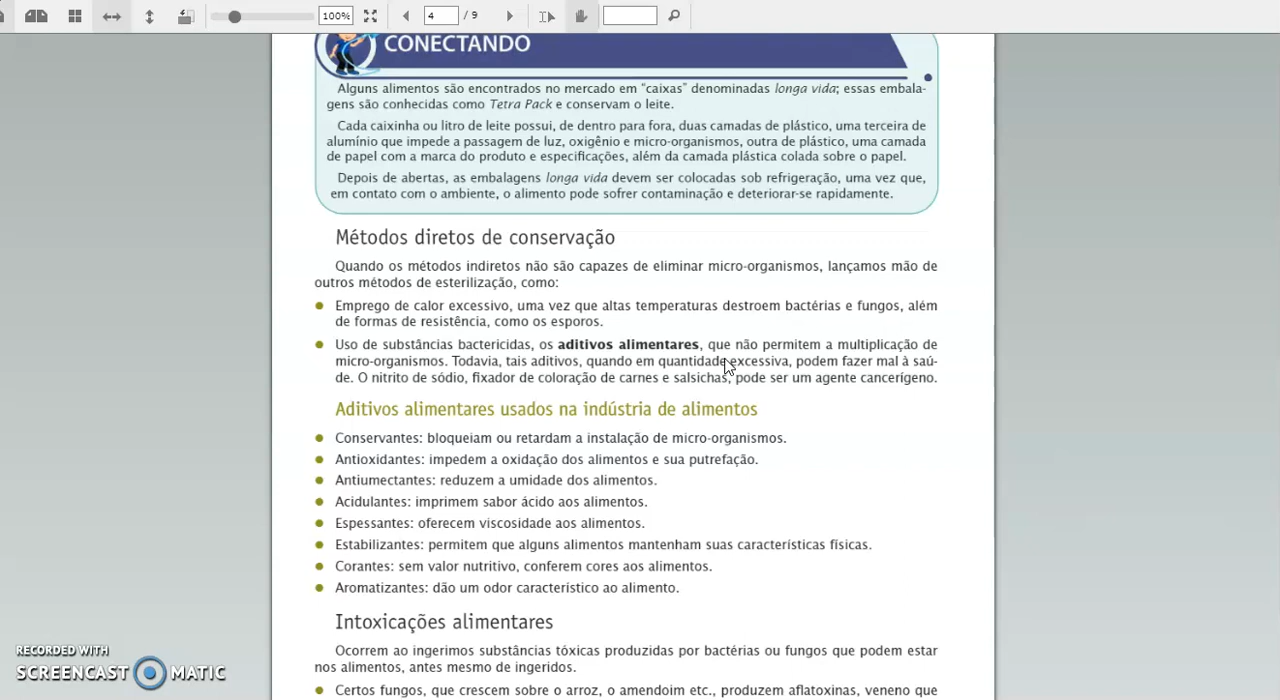 100%
4 / 9
CONECTANDO
Alguns alimentos são encontrados no mercado em "caixas" denominadas longa vida; essas embala-
gens são conhecidas como Tetra Pack e conservam o leite.
Cada caixinha ou litro de leite possui, de dentro para fora, duas camadas de plástico, uma terceira de
alumínio que impede a passagem de luz, oxigênio e micro-organismos, outra de plástico, uma camada
de papel com a marca do produto e especificações, além da camada plástica colada sobre o papel.
Depois de abertas, as embalagens longa vida devem ser colocadas sob refrigeração, uma vez que,
em contato com o ambiente, o alimento pode sofrer contaminação e deteriorar-se rapidamente.
Métodos diretos de conservação
Quando os métodos indiretos não são capazes de eliminar micro-organismos, lançamos mão de
outros métodos de esterilização, como:
• Emprego de calor excessivo, uma vez que altas temperaturas destroem bactérias e fungos, além
de formas de resistência, como os esporos.
• Uso de substâncias bactericidas, os aditivos alimentares, que não permitem a multiplicação de
micro-organismos. Todavia, tais aditivos, quando em quantidade excessiva, podem fazer mal à saú-
de. O nitrito de sódio, fixador de coloração de carnes e salsichas, pode ser um agente cancerígeno.
Aditivos alimentares usados na indústria de alimentos
• Conservantes: bloqueiam ou retardam a instalação de micro-organismos.
• Antioxidantes: impedem a oxidação dos alimentos e sua putrefação.
• Antiumectantes: reduzem a umidade dos alimentos.
• Acidulantes: imprimem sabor ácido aos alimentos.
• Espessantes: oferecem viscosidade aos alimentos.
• Estabilizantes: permitem que alguns alimentos mantenham suas características físicas.
• Corantes: sem valor nutritivo, conferem cores aos alimentos.
• Aromatizantes: dão um odor característico ao alimento.
Intoxicações alimentares
Ocorrem ao ingerimos substâncias tóxicas produzidas por bactérias ou fungos que podem estar
nos alimentos, antes mesmo de ingeridos.
• Certos fungos, que crescem sobre o arroz, o amendoim etc., produzem aflatoxinas, veneno que
RECORDED WITH
SCREENCAST MATIC